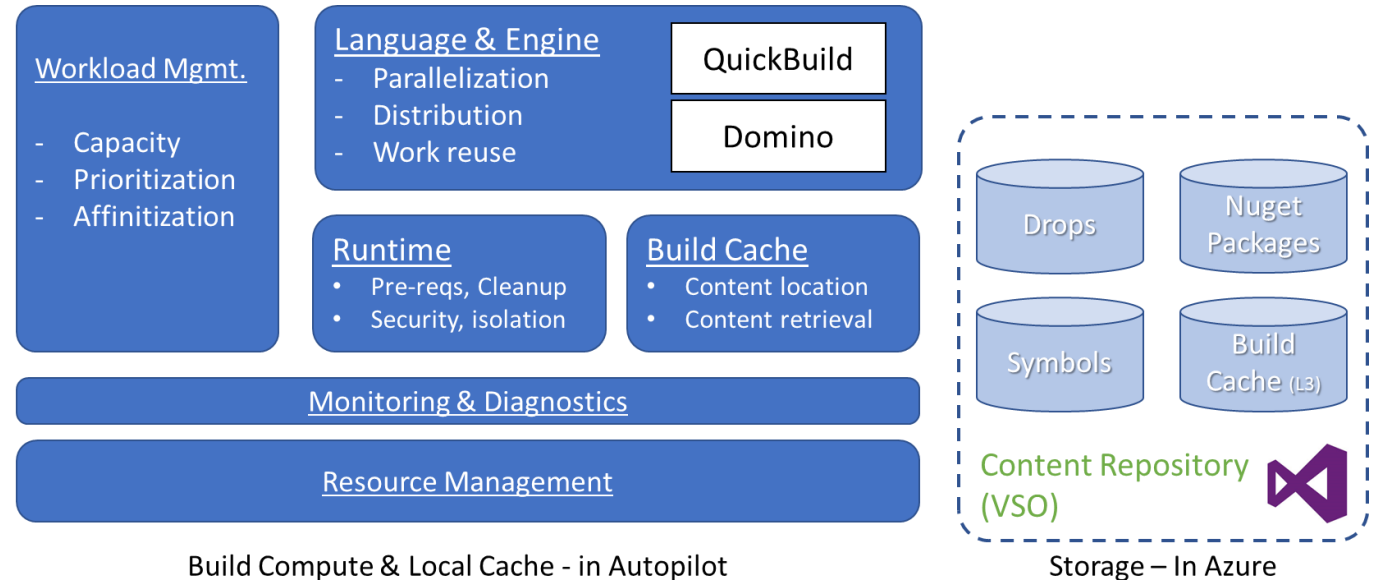 Workload Mgmt.
- Capacity
- Prioritization
- Affinitization
Language & Engine
- Parallelization
- Distribution
- Work reuse
QuickBuild
Domino
Runtime
• Pre-reqs, Cleanup
• Security, isolation
Build Cache
• Content location
• Content retrieval
Monitoring & Diagnostics
Resource Management
Build Compute & Local Cache - in Autopilot
Drops
Nuget
Packages
Symbols
Build
Cache (L3)
Content Repository
(VSO)
Storage – In Azure